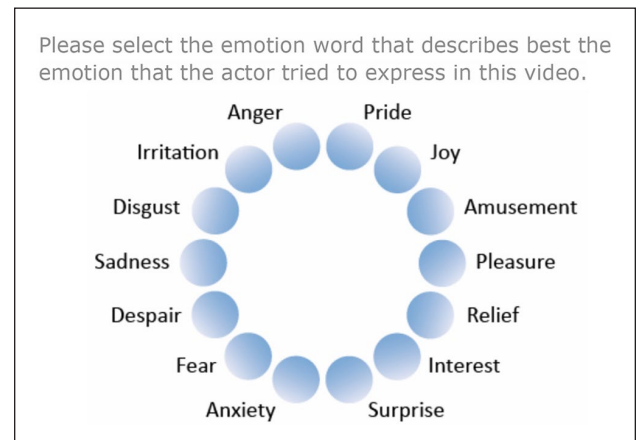 Please select the emotion word that describes best the
emotion that the actor tried to express in this video.
Anger
Pride
Irritation
Joy
Disgust
Amusement
Sadness
Pleasure
Despair
Relief
Fear
Interest
Anxiety
Surprise